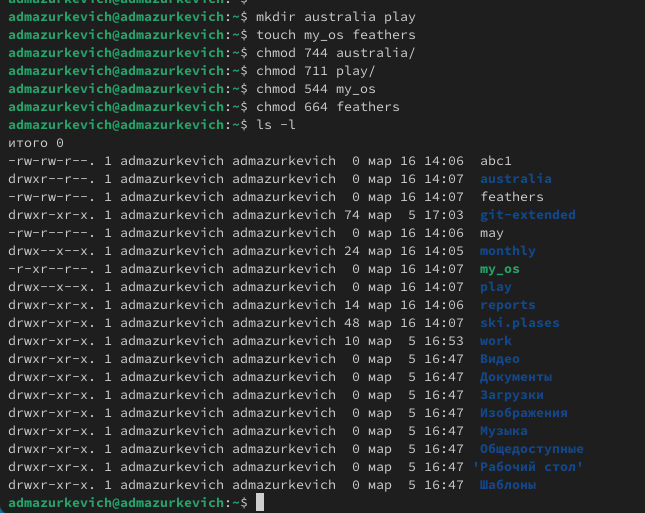 admazurkevich@admazurkevich:~$ mkdir australia play
admazurkevich@admazurkevich:~$ touch my_os feathers
admazurkevich@admazurkevich:~$ chmod 744 australia/
admazurkevich@admazurkevich:~$ chmod 711 play/
admazurkevich@admazurkevich:~$ chmod 544 my_os
admazurkevich@admazurkevich:~$ chmod 664 feathers
admazurkevich@admazurkevich:~$ ls -l
итого 0
-rw-rw-r--. 1 admazurkevich admazurkevich  0 мар 16 14:06  abc1
drwxr--r--. 1 admazurkevich admazurkevich  0 мар 16 14:07  australia
-rw-rw-r--. 1 admazurkevich admazurkevich  0 мар 16 14:07  feathers
drwxr-xr-x. 1 admazurkevich admazurkevich 74 мар  5 17:03  git-extended
-rw-r--r--. 1 admazurkevich admazurkevich  0 мар 16 14:06  may
drwx--x--x. 1 admazurkevich admazurkevich 24 мар 16 14:05  monthly
-r-xr--r--. 1 admazurkevich admazurkevich  0 мар 16 14:07  my_os
drwx--x--x. 1 admazurkevich admazurkevich  0 мар 16 14:07  play
drwxr-xr-x. 1 admazurkevich admazurkevich 14 мар 16 14:06  reports
drwxr-xr-x. 1 admazurkevich admazurkevich 48 мар 16 14:07  ski.plases
drwxr-xr-x. 1 admazurkevich admazurkevich 10 мар  5 16:53  work
drwxr-xr-x. 1 admazurkevich admazurkevich  0 мар  5 16:47  Видео
drwxr-xr-x. 1 admazurkevich admazurkevich  0 мар  5 16:47  Документы
drwxr-xr-x. 1 admazurkevich admazurkevich  0 мар  5 16:47  Загрузки
drwxr-xr-x. 1 admazurkevich admazurkevich  0 мар  5 16:47  Изображения
drwxr-xr-x. 1 admazurkevich admazurkevich  0 мар  5 16:47  Музыка
drwxr-xr-x. 1 admazurkevich admazurkevich  0 мар  5 16:47  Общедоступные
drwxr-xr-x. 1 admazurkevich admazurkevich  0 мар  5 16:47 'Рабочий стол'
drwxr-xr-x. 1 admazurkevich admazurkevich  0 мар  5 16:47  Шаблоны
admazurkevich@admazurkevich:~$